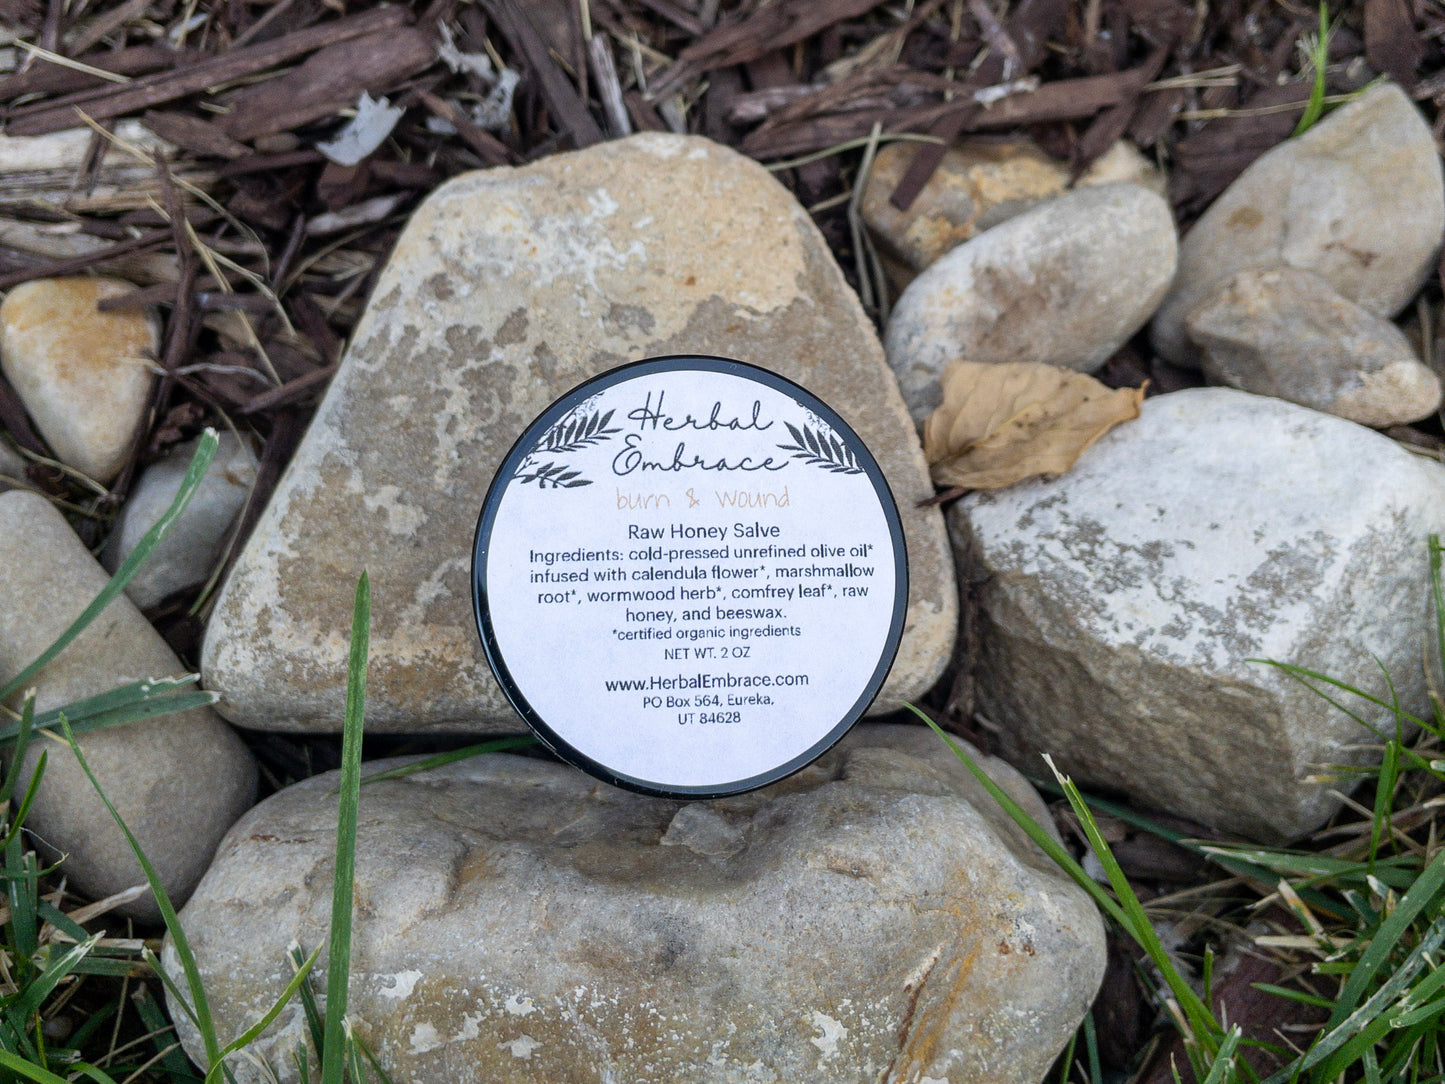 Herbal
Embrace
burn & wound
Raw Honey Salve
Ingredients: cold-pressed unrefined olive oil*
infused with calendula flower*, marshmallow
root*, wormwood herb*, comfrey leaf*, raw
honey, and beeswax.
*certified organic ingredients
NET WT. 2 OZ
www.HerbalEmbrace.com
PO Box 564, Eureka,
UT 84628